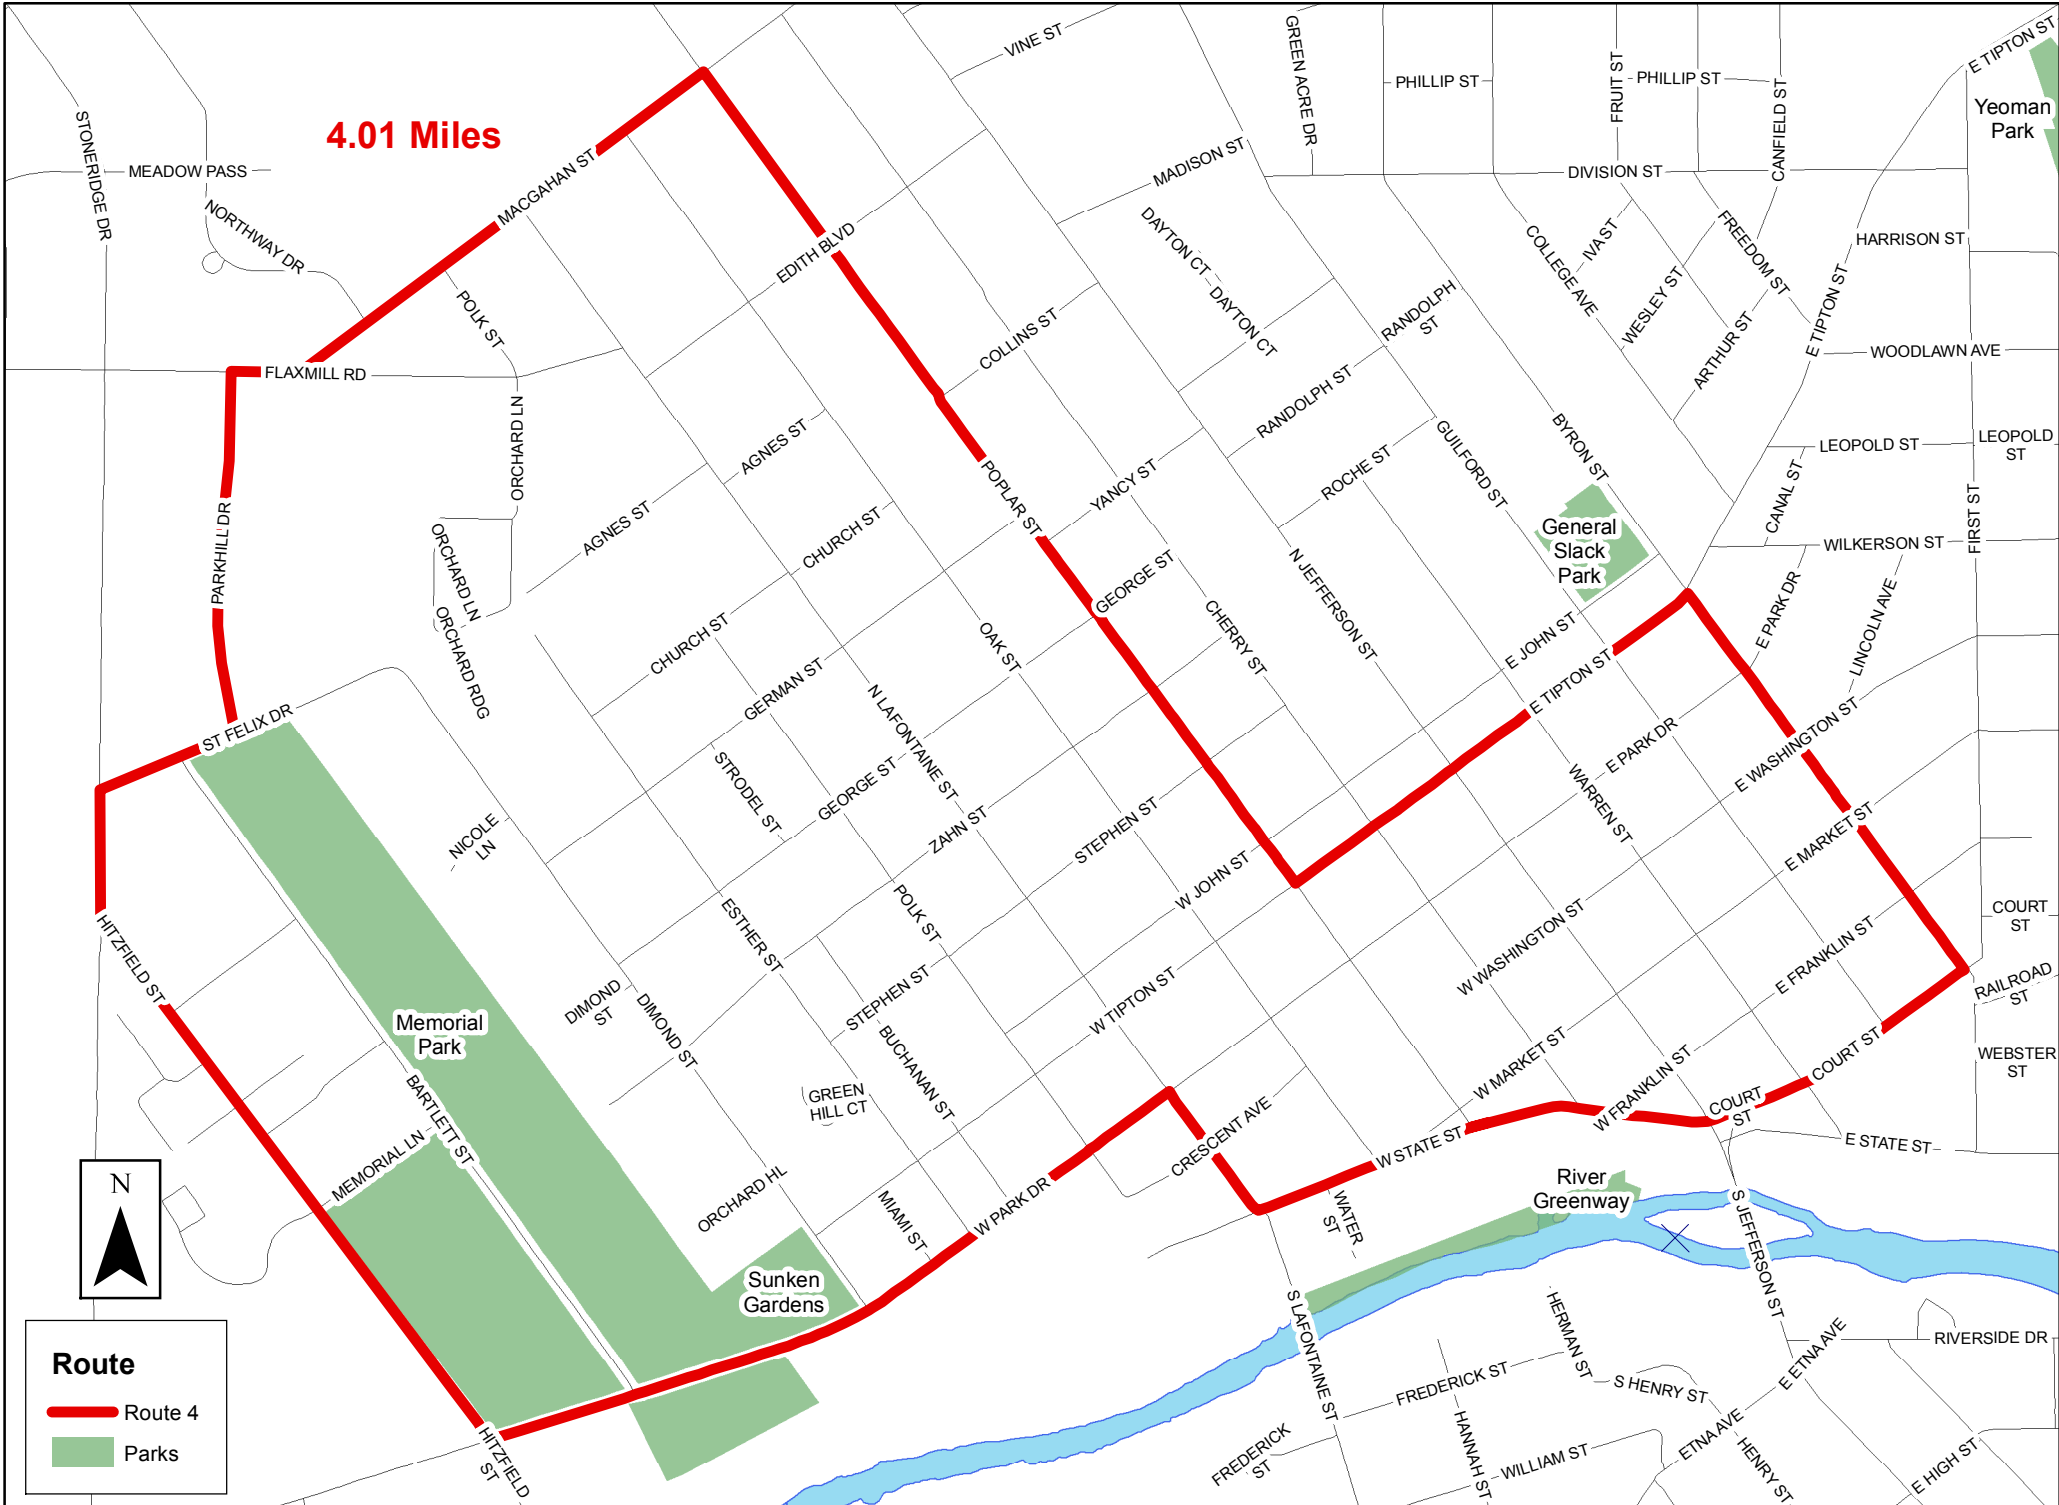 E TIPTON ST
VINE ST
GREEN ACRE DR
PHILLIP ST
FRUIT ST
PHILLIP ST
CANFIELD ST
Yeoman
Park
4.01 Miles
STONERIDGE DR
MEADOW PASS
MACGAHAN ST
MADISON ST
DIVISION ST
NORTHWAY DR
EDITH BLVD
DAYTON CT
DAYTON CT
COLLEGE AVE
IVA ST
FREEDOM ST
HARRISON ST
WESLEY ST
E TIPTON ST
POLK ST
COLLINS ST
RANDOLPH
ST
ARTHUR ST
WOODLAWN AVE
FLAXMILL RD
ORCHARD LN
AGNES ST
RANDOLPH ST
BYRON ST
LEOPOLD ST
LEOPOLD
ST
POPLAR ST
YANCY ST
ROCHE ST
GUILFORD ST
CANAL ST
FIRST ST
PARKHILL DR
AGNES ST
CHURCH ST
General
Slack
Park
WILKERSON ST
ORCHARD LN
GEORGE ST
N JEFFERSON ST
E PARK DR
LINCOLN AVE
ORCHARD RDG
CHURCH ST
OAK ST
CHERRY ST
E JOHN ST
E TIPTON ST
ST FELIX DR
GERMAN ST
N LAFONTAINE ST
E PARK DR
E WASHINGTON ST
STRODEL ST
GEORGE ST
WARREN ST
NICOLE
LN
ZAHN ST
STEPHEN ST
E MARKET ST
HITZFIELD ST
ESTHER ST
POLK ST
W JOHN ST
W WASHINGTON ST
E FRANKLIN ST
COURT
ST
DIMOND
ST
DIMOND ST
STEPHEN ST
W TIPTON ST
RAILROAD
ST
Memorial
Park
BUCHANAN ST
W MARKET ST
COURT ST
WEBSTER
ST
BARTLETT ST
GREEN
HILL CT
W FRANKLIN ST
COURT
ST
MEMORIAL LN
CRESCENT AVE
W STATE ST
E STATE ST
N
ORCHARD HL
MIAMI ST
W PARK DR
WATER
ST
River
Greenway
S JEFFERSON ST
Sunken
Gardens
S LAFONTAINE ST
HERMAN ST
RIVERSIDE DR
E ETNA AVE
Route
Route 4
Parks
FREDERICK ST
S HENRY ST
HITZFIELD
ST
FREDERICK
ST
HANNAH ST
WILLIAM ST
ETNA AVE
HENRY ST
E HIGH ST